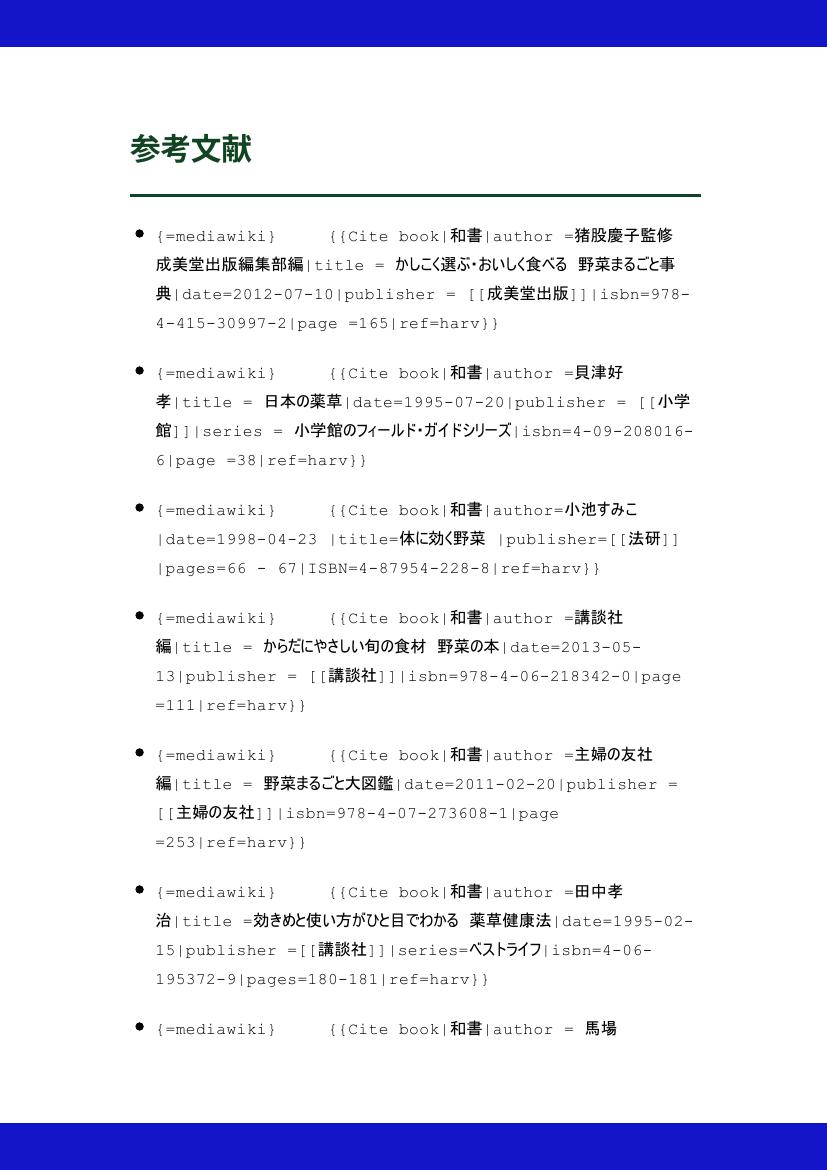 参考文献
{=mediawiki} {{Cite book|和書|author =猪股慶子監修
成美堂出版編集部編|title = かしこく選ぶ・おいしく食べる 野菜まるごと事
典|date=2012-07-10|publisher = [[成美堂出版]]|isbn=978-
4-415-30997-2|page =165|ref=harv}}
{=mediawiki} {{Cite book|和書|author =貝津好
孝|title = 日本の薬草|date=1995-07-20|publisher = [[小学
館]]|series = 小学館のフィールド・ガイドシリーズ|isbn=4-09-208016-
6|page =38|ref=harv}}
{=mediawiki} {{Cite book|和書|author=小池すみこ
|date=1998-04-23 |title=体に効く野菜 |publisher=[[法研]]
|pages=66 - 67|ISBN=4-87954-228-8|ref=harv}}
{=mediawiki} {{Cite book|和書|author =講談社
編|title = からだにやさしい旬の食材 野菜の本|date=2013-05-
13|publisher = [[講談社]]|isbn=978-4-06-218342-0|page
=111|ref=harv}}
{=mediawiki} {{Cite book|和書|author =主婦の友社
編|title = 野菜まるごと大図鑑|date=2011-02-20|publisher =
[[主婦の友社]]|isbn=978-4-07-273608-1|page
=253|ref=harv}}
{=mediawiki} {{Cite book|和書|author =田中孝
治|title =効きめと使い方がひと目でわかる 薬草健康法|date=1995-02-
15|publisher =[[講談社]]|series=ベストライフ|isbn=4-06-
195372-9|pages=180-181|ref=harv}}
{=mediawiki} {{Cite book|和書|author = 馬場